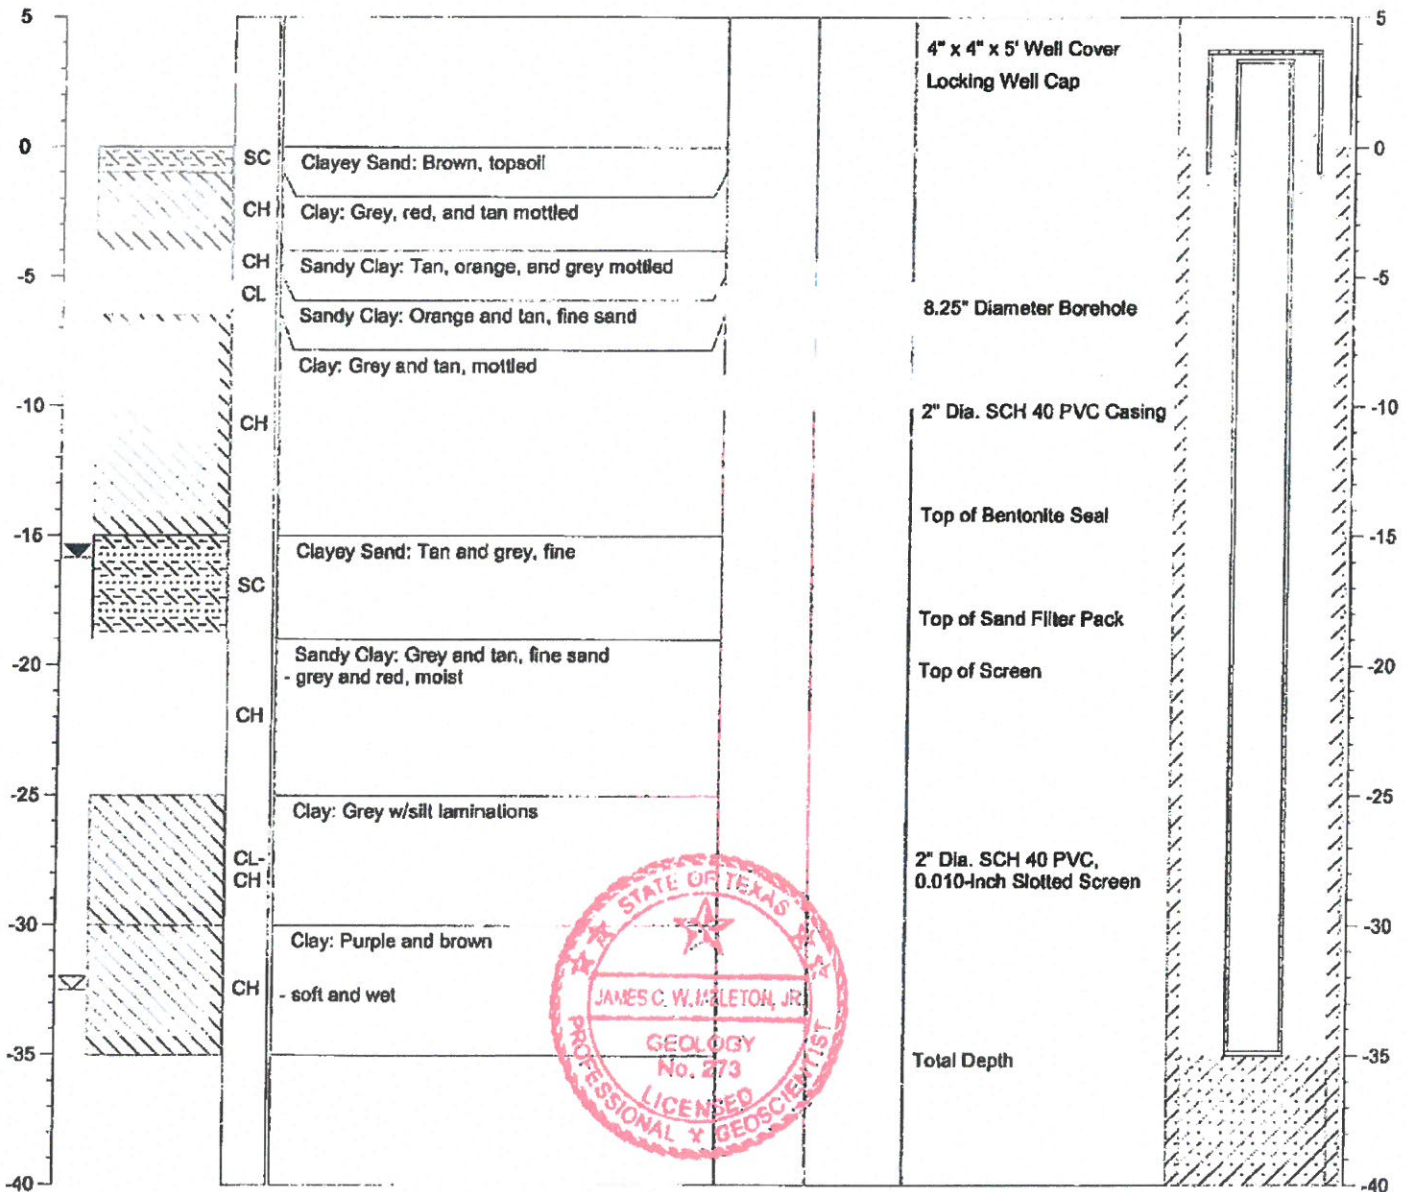 5
5
4" x 4" x 5' Well Cover
Locking Well Cap
0
0
SC
Clayey Sand: Brown, topsoil
CH
Clay: Grey, red, and tan mottled
CH
Sandy Clay: Tan, orange, and grey mottled
-5
-5
CL
Sandy Clay: Orange and tan, fine sand
8.25" Diameter Borehole
Clay: Grey and tan, mottled
-10
-10
CH
2" Dia. SCH 40 PVC Casing
Top of Bentonite Seal
-15
-15
Clayey Sand: Tan and grey, fine
SC
Top of Sand Filter Pack
Sandy Clay: Grey and tan, fine sand
- grey and red, moist
-20
-20
Top of Screen
CH
-25
-25
Clay: Grey w/silt laminations
CL-
CH
2" Dia. SCH 40 PVC,
0.010-inch Slotted Screen
-30
-30
Clay: Purple and brown
CH
- soft and wet
-35
-35
Total Depth
-40
-40
STATE OF TEXAS
JAMES C. W. JR.
GEOLOGY
No. 273
LICENSED
PROFESSIONAL GEOSCIENTIST